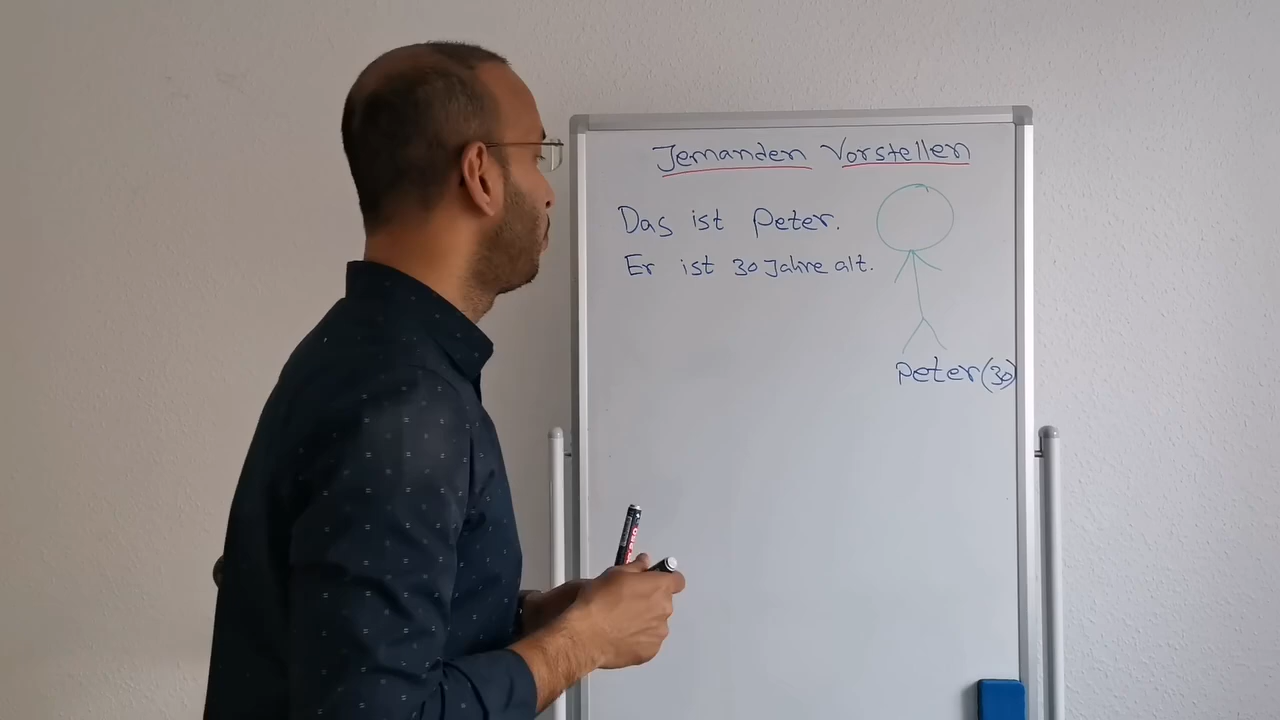 Jemanden Vorstellen
Das ist Peter.
Er ist 30 Jahre alt.
Peter (30)